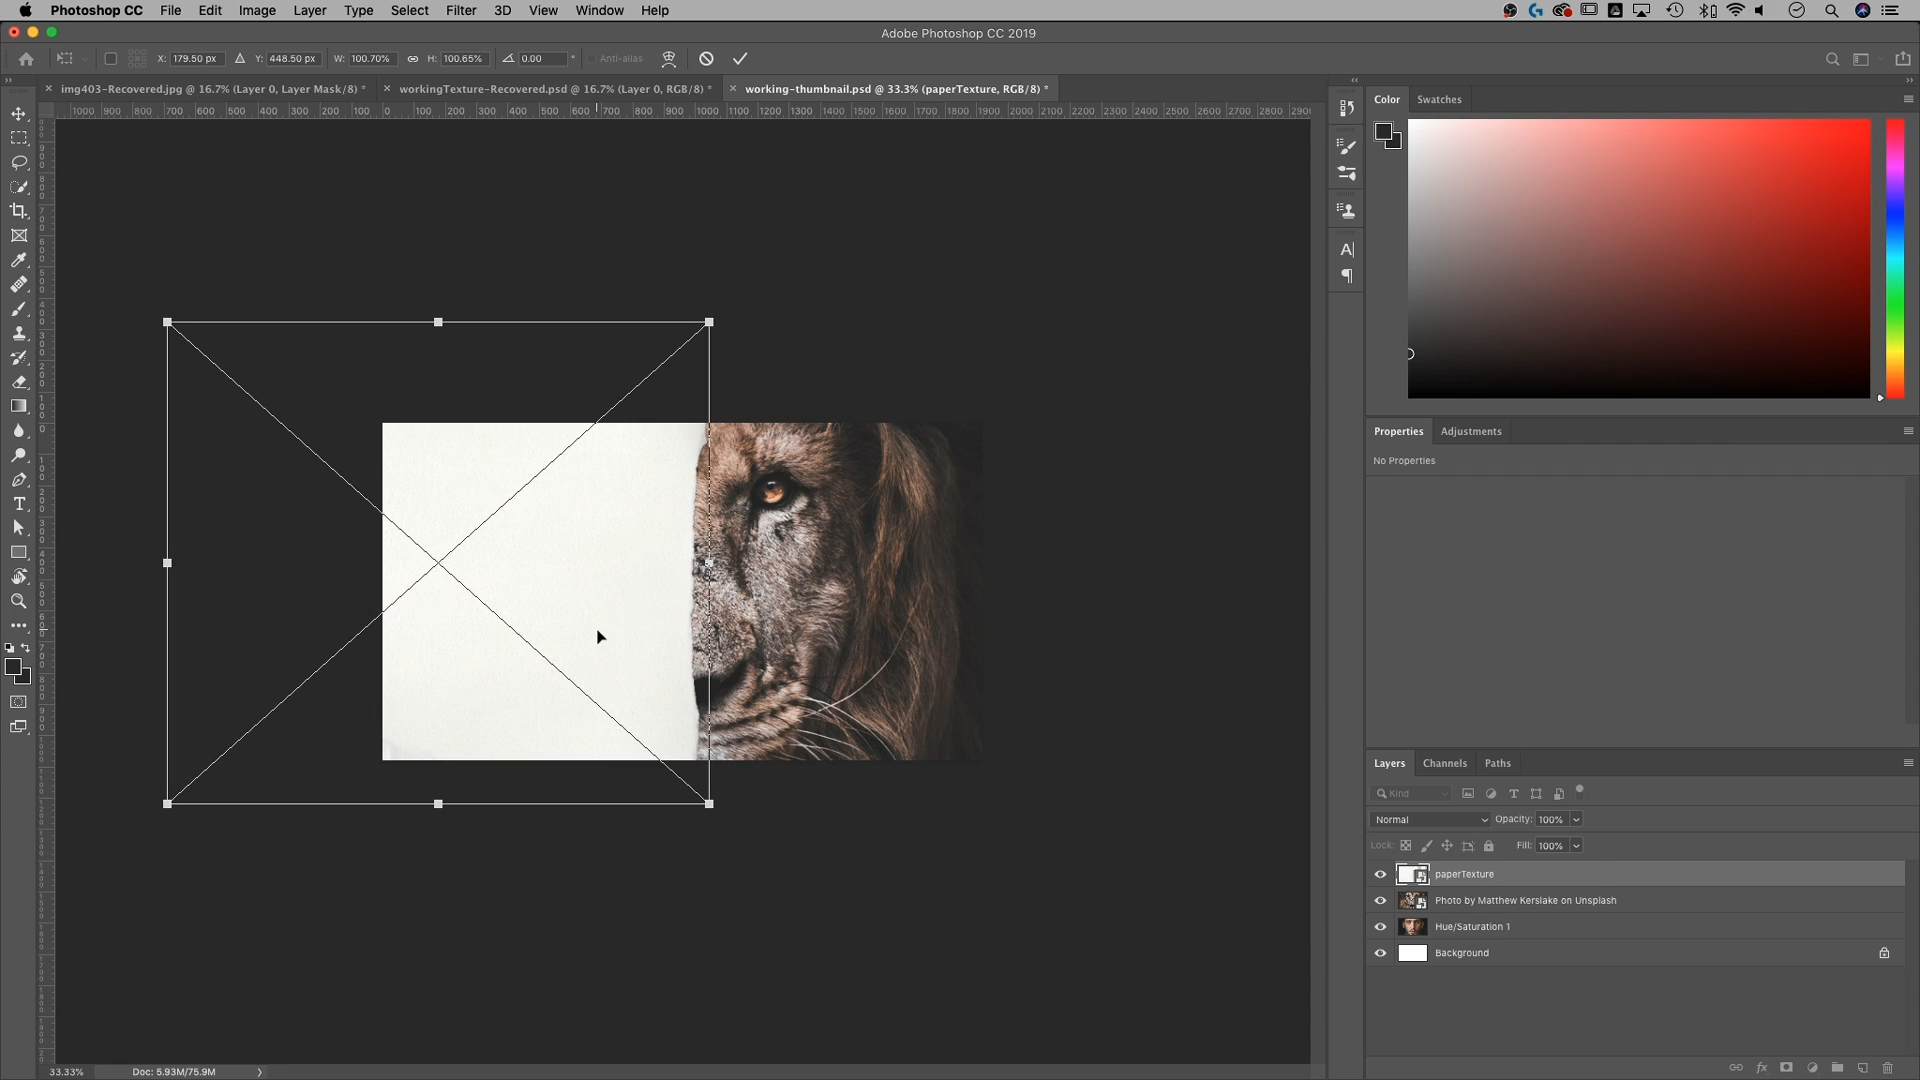 Photoshop CC File Edit Image Layer Type Select Filter 3D View Window Help
Adobe Photoshop CC 2019
X: 179.50 px Y: 448.50 px W: 100.70% H: 100.65% 0.00 ° Anti-alias
img403-Recovered.jpg @ 16.7% (Layer 0, Layer Mask/8) * workingTexture-Recovered.psd @ 16.7% (Layer 0, RGB/8) * working-thumbnail.psd @ 33.3% (paperTexture, RGB/8) *
1000 900 800 700 600 500 400 300 200 100 0 100 200 300 400 500 600 700 800 900 1000 1100 1200 1300 1400 1500 1600 1700 1800 1900 2000 2100 2200 2300 2400 2500 2600 2700 2800 2900
Color Swatches
Properties Adjustments
No Properties
Layers Channels Paths
Kind
Normal Opacity: 100%
Lock: Fill: 100%
paperTexture
Photo by Matthew Kerslake on Unsplash
Hue/Saturation 1
Background
33.33% Doc: 5.93M/75.9M